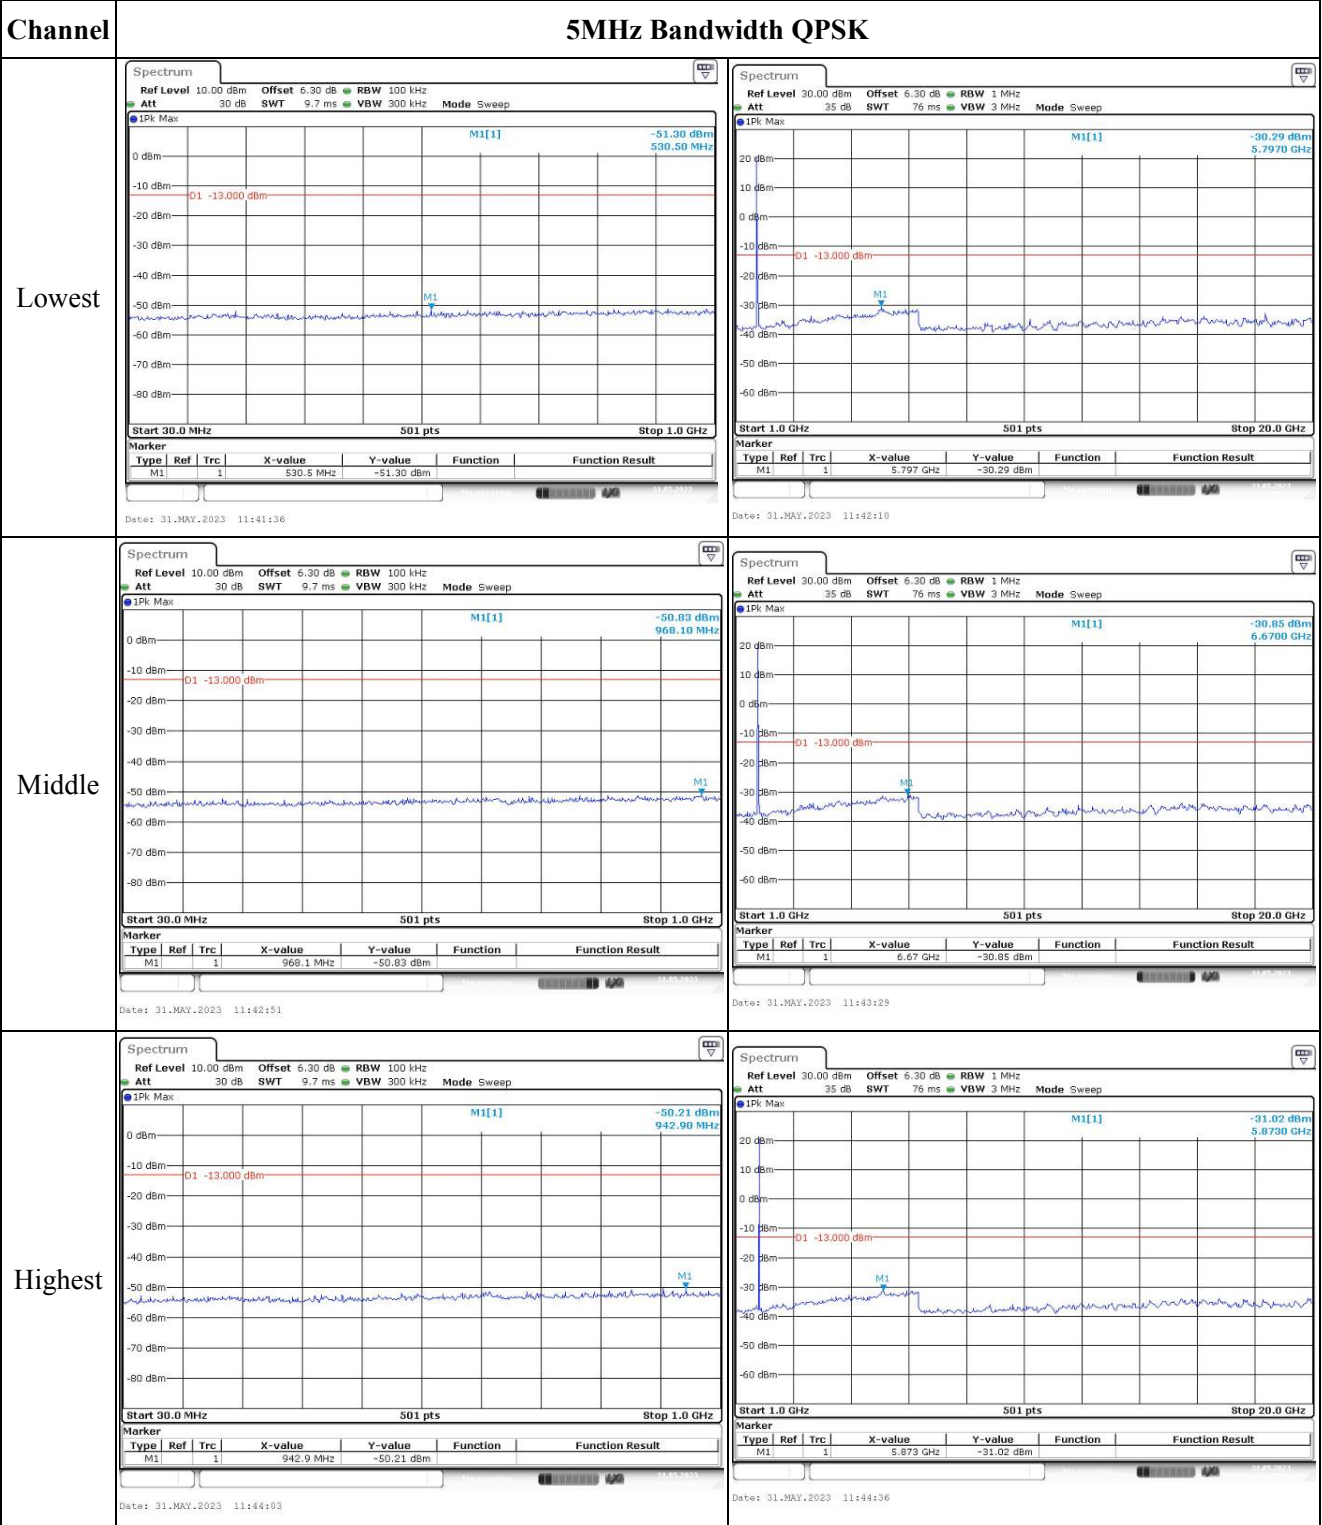 Channel 5MHz Bandwidth QPSK
Lowest
Spectrum
Ref Level 10.00 dBm Offset 6.30 dB RBW 100 kHz
Att 30 dB SWT 9.7 ms VBW 300 kHz Mode Sweep
1Pk Max
M1[1] -51.30 dBm
530.50 MHz
0 dBm
-10 dBm
D1 -13.000 dBm
-20 dBm
-30 dBm
-40 dBm
-50 dBm
M1
-60 dBm
-70 dBm
-80 dBm
Start 30.0 MHz 501 pts Stop 1.0 GHz
Marker
Type Ref Trc X-value Y-value Function Function Result
M1 1 530.5 MHz -51.30 dBm
Date: 31.MAY.2023 11:41:36
Spectrum
Ref Level 30.00 dBm Offset 6.30 dB RBW 1 MHz
Att 35 dB SWT 76 ms VBW 3 MHz Mode Sweep
1Pk Max
M1[1] -30.29 dBm
5.7970 GHz
20 dBm
10 dBm
0 dBm
-10 dBm
D1 -13.000 dBm
-20 dBm
M1
-30 dBm
-40 dBm
-50 dBm
-60 dBm
Start 1.0 GHz 501 pts Stop 20.0 GHz
Marker
Type Ref Trc X-value Y-value Function Function Result
M1 1 5.797 GHz -30.29 dBm
Date: 31.MAY.2023 11:42:10
Middle
Spectrum
Ref Level 10.00 dBm Offset 6.30 dB RBW 100 kHz
Att 30 dB SWT 9.7 ms VBW 300 kHz Mode Sweep
1Pk Max
M1[1] -50.83 dBm
968.10 MHz
0 dBm
-10 dBm
D1 -13.000 dBm
-20 dBm
-30 dBm
-40 dBm
M1
-50 dBm
-60 dBm
-70 dBm
-80 dBm
Start 30.0 MHz 501 pts Stop 1.0 GHz
Marker
Type Ref Trc X-value Y-value Function Function Result
M1 1 968.1 MHz -50.83 dBm
Date: 31.MAY.2023 11:42:51
Spectrum
Ref Level 30.00 dBm Offset 6.30 dB RBW 1 MHz
Att 35 dB SWT 76 ms VBW 3 MHz Mode Sweep
1Pk Max
M1[1] -30.85 dBm
6.6700 GHz
20 dBm
10 dBm
0 dBm
-10 dBm
D1 -13.000 dBm
-20 dBm
M1
-30 dBm
-40 dBm
-50 dBm
-60 dBm
Start 1.0 GHz 501 pts Stop 20.0 GHz
Marker
Type Ref Trc X-value Y-value Function Function Result
M1 1 6.67 GHz -30.85 dBm
Date: 31.MAY.2023 11:43:29
Highest
Spectrum
Ref Level 10.00 dBm Offset 6.30 dB RBW 100 kHz
Att 30 dB SWT 9.7 ms VBW 300 kHz Mode Sweep
1Pk Max
M1[1] -50.21 dBm
942.90 MHz
0 dBm
-10 dBm
D1 -13.000 dBm
-20 dBm
-30 dBm
-40 dBm
M1
-50 dBm
-60 dBm
-70 dBm
-80 dBm
Start 30.0 MHz 501 pts Stop 1.0 GHz
Marker
Type Ref Trc X-value Y-value Function Function Result
M1 1 942.9 MHz -50.21 dBm
Date: 31.MAY.2023 11:44:03
Spectrum
Ref Level 30.00 dBm Offset 6.30 dB RBW 1 MHz
Att 35 dB SWT 76 ms VBW 3 MHz Mode Sweep
1Pk Max
M1[1] -31.02 dBm
5.8730 GHz
20 dBm
10 dBm
0 dBm
-10 dBm
D1 -13.000 dBm
-20 dBm
M1
-30 dBm
-40 dBm
-50 dBm
-60 dBm
Start 1.0 GHz 501 pts Stop 20.0 GHz
Marker
Type Ref Trc X-value Y-value Function Function Result
M1 1 5.873 GHz -31.02 dBm
Date: 31.MAY.2023 11:44:36